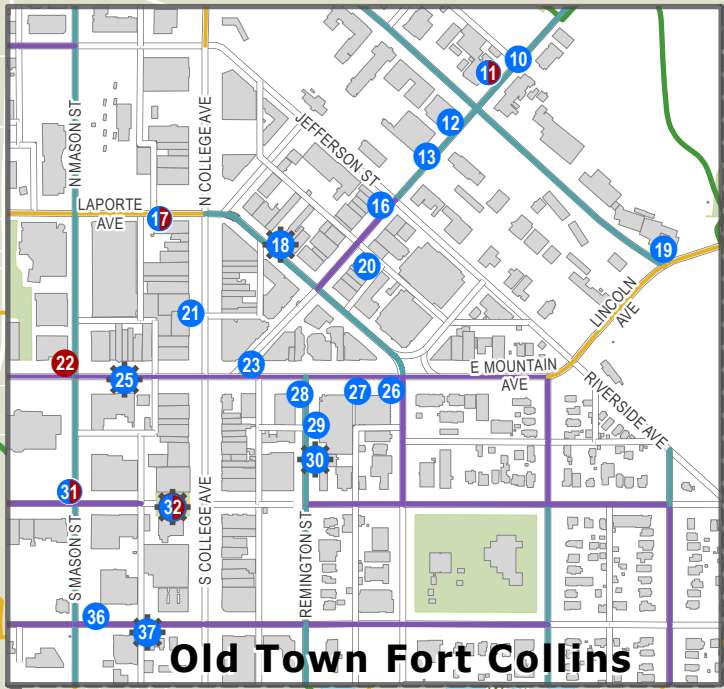 10
11
12
13
JEFFERSON ST
N MASON ST
N COLLEGE AVE
16
LAPORTE
AVE
17
18
19
20
21
LINCOLN
AVE
22
23
E MOUNTAIN
AVE
25
26
27
28
RIVERSIDE AVE
29
30
31
32
S MASON ST
S COLLEGE AVE
REMINGTON ST
36
37
Old Town Fort Collins